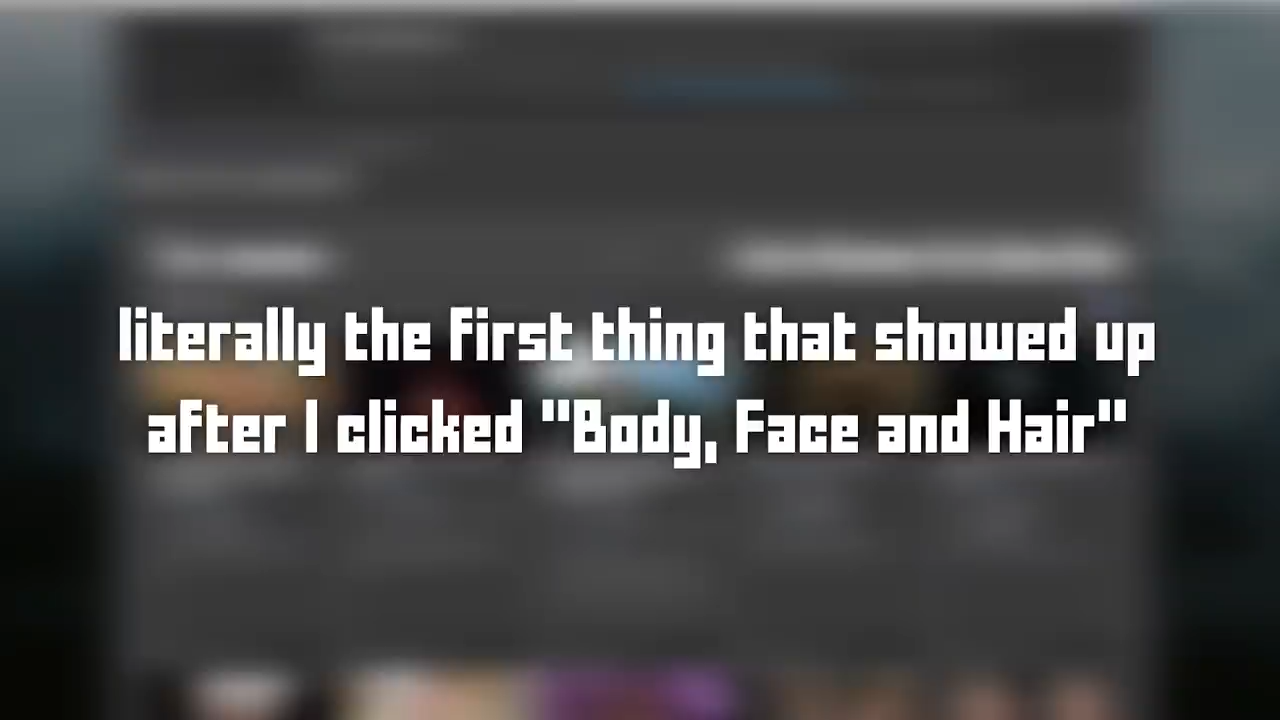 literally the first thing that showed up
after I clicked "Body, Face and Hair"